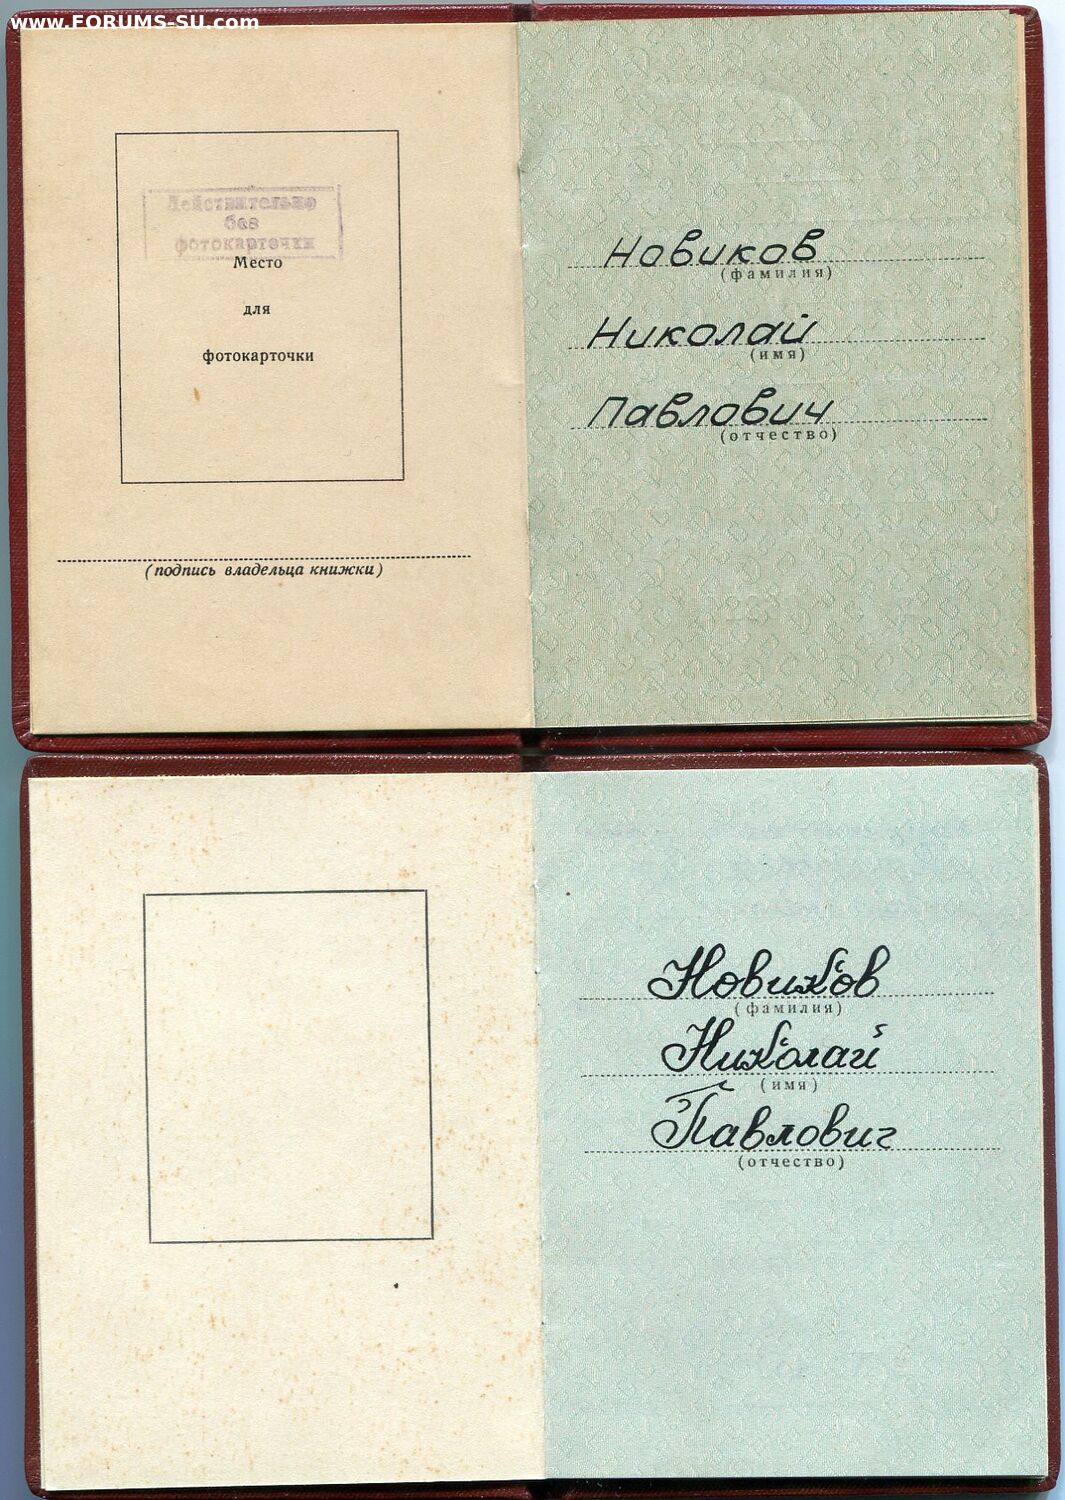 www.FORUMS-SU.com
Действительно
без
фотокарточки
Место
для
фотокарточки
(подпись владельца книжки)
Новиков
(фамилия)
Николай
(имя)
Павлович
(отчество)
Новиков
(фамилия)
Николай
(имя)
Павлович
(отчество)